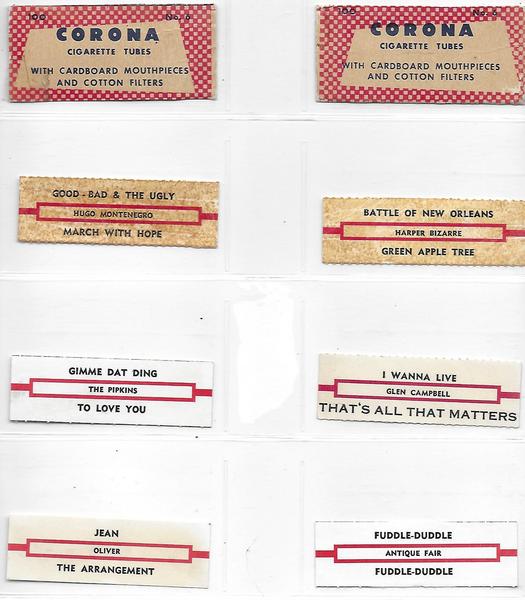 100 No. 6
CORONA
CIGARETTE TUBES
WITH CARDBOARD MOUTHPIECES
AND COTTON FILTERS
100 No. 6
CORONA
CIGARETTE TUBES
WITH CARDBOARD MOUTHPIECES
AND COTTON FILTERS
GOOD-BAD & THE UGLY
HUGO MONTENEGRO
MARCH WITH HOPE
BATTLE OF NEW ORLEANS
HARPER BIZARRE
GREEN APPLE TREE
GIMME DAT DING
THE PIPKINS
TO LOVE YOU
I WANNA LIVE
GLEN CAMPBELL
THAT'S ALL THAT MATTERS
JEAN
OLIVER
THE ARRANGEMENT
FUDDLE-DUDDLE
ANTIQUE FAIR
FUDDLE-DUDDLE